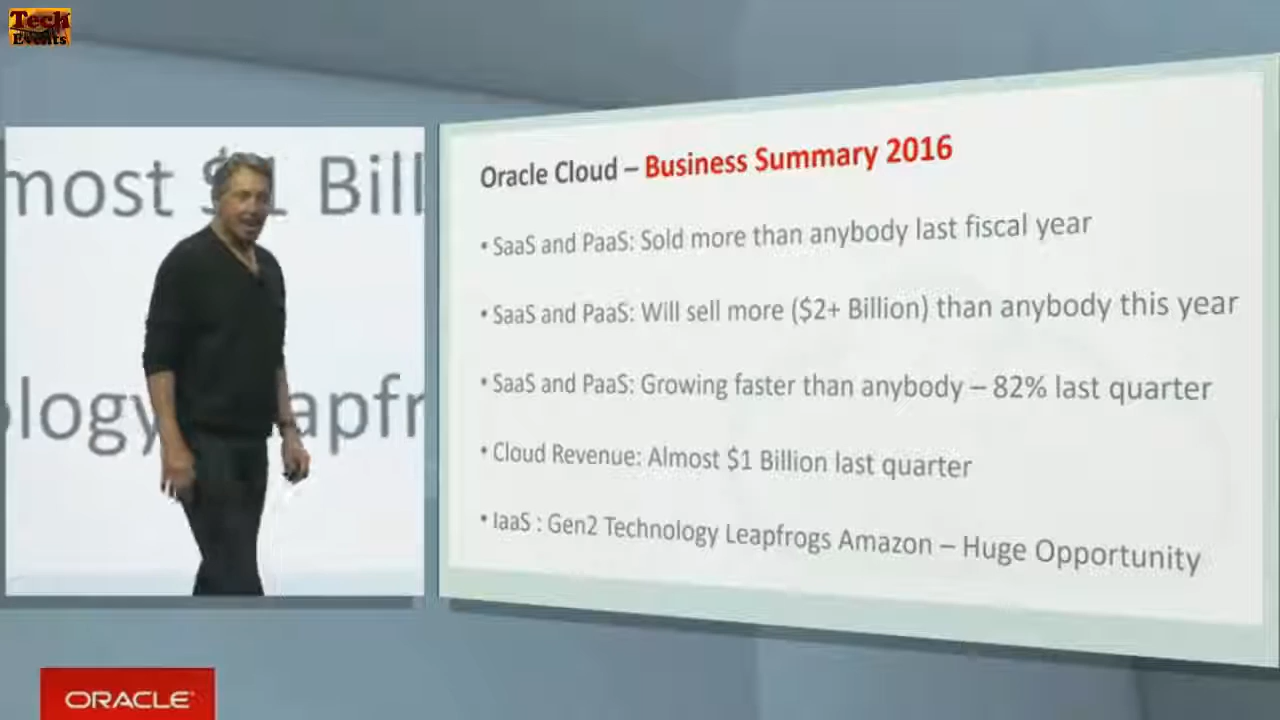 Tech
Events
most $1 Bill
ology Leapfr
Oracle Cloud – Business Summary 2016
• SaaS and PaaS: Sold more than anybody last fiscal year
• SaaS and PaaS: Will sell more ($2+ Billion) than anybody this year
• SaaS and PaaS: Growing faster than anybody – 82% last quarter
• Cloud Revenue: Almost $1 Billion last quarter
• IaaS : Gen2 Technology Leapfrogs Amazon – Huge Opportunity
ORACLE